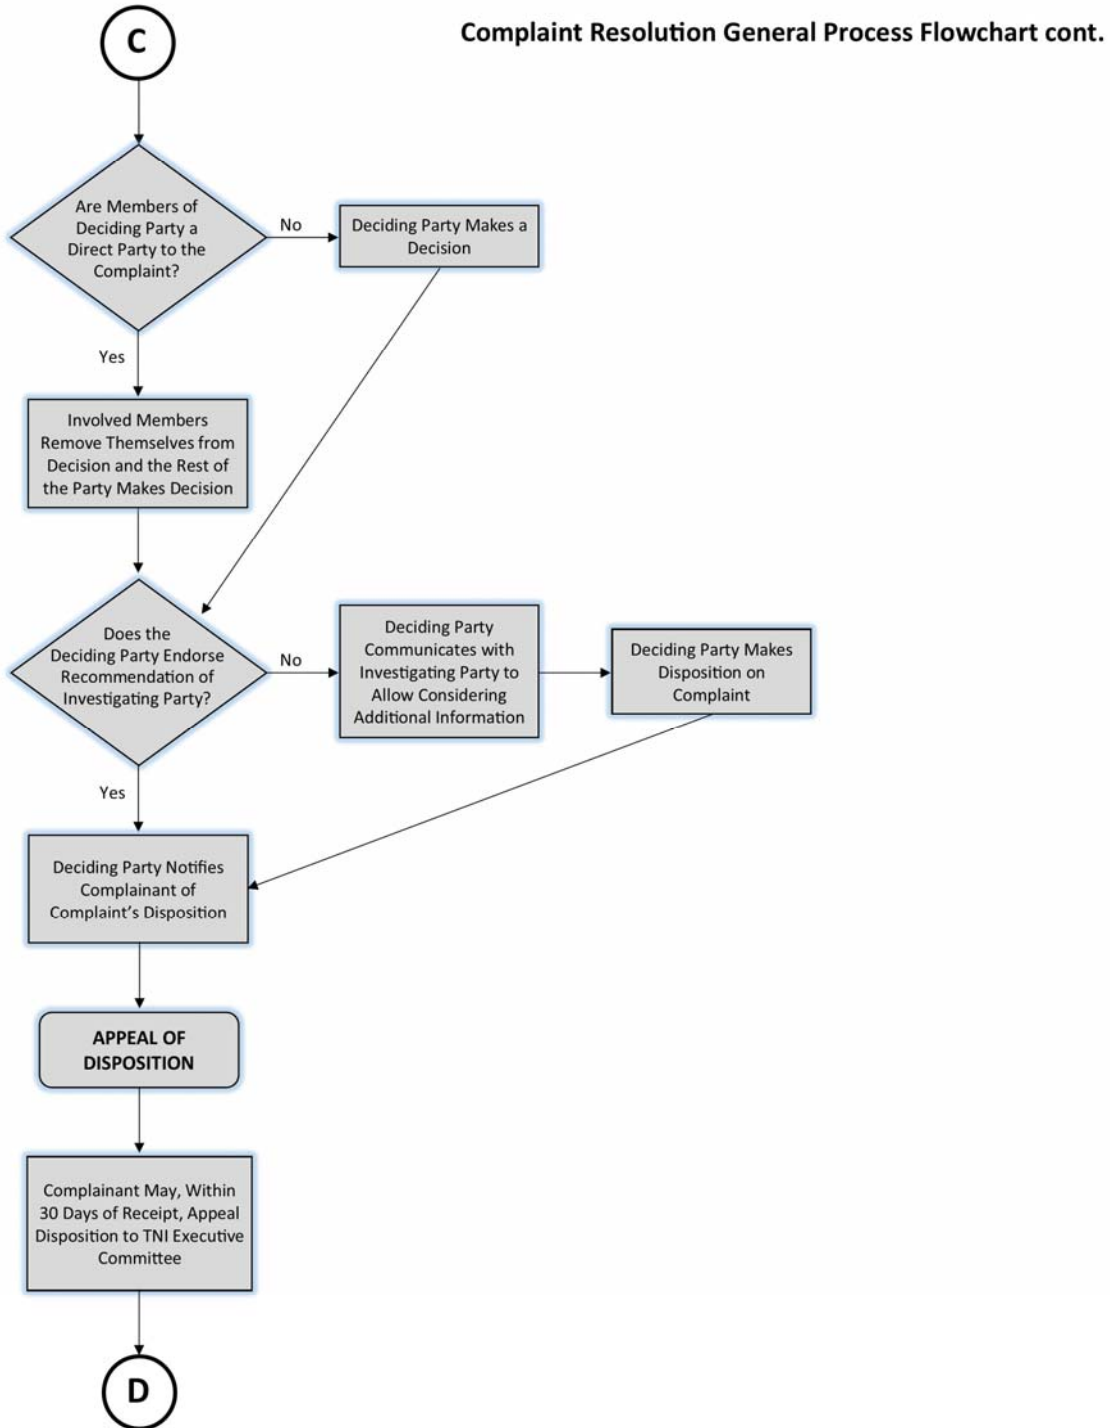 C
Complaint Resolution General Process Flowchart cont.
Are Members of
Deciding Party a
Direct Party to the
Complaint?
No
Deciding Party Makes a
Decision
Yes
Involved Members
Remove Themselves from
Decision and the Rest of
the Party Makes Decision
Does the
Deciding Party Endorse
Recommendation of
Investigating Party?
No
Deciding Party
Communicates with
Investigating Party to
Allow Considering
Additional Information
Deciding Party Makes
Disposition on
Complaint
Yes
Deciding Party Notifies
Complainant of
Complaint’s Disposition
APPEAL OF
DISPOSITION
Complainant May, Within
30 Days of Receipt, Appeal
Disposition to TNI Executive
Committee
D